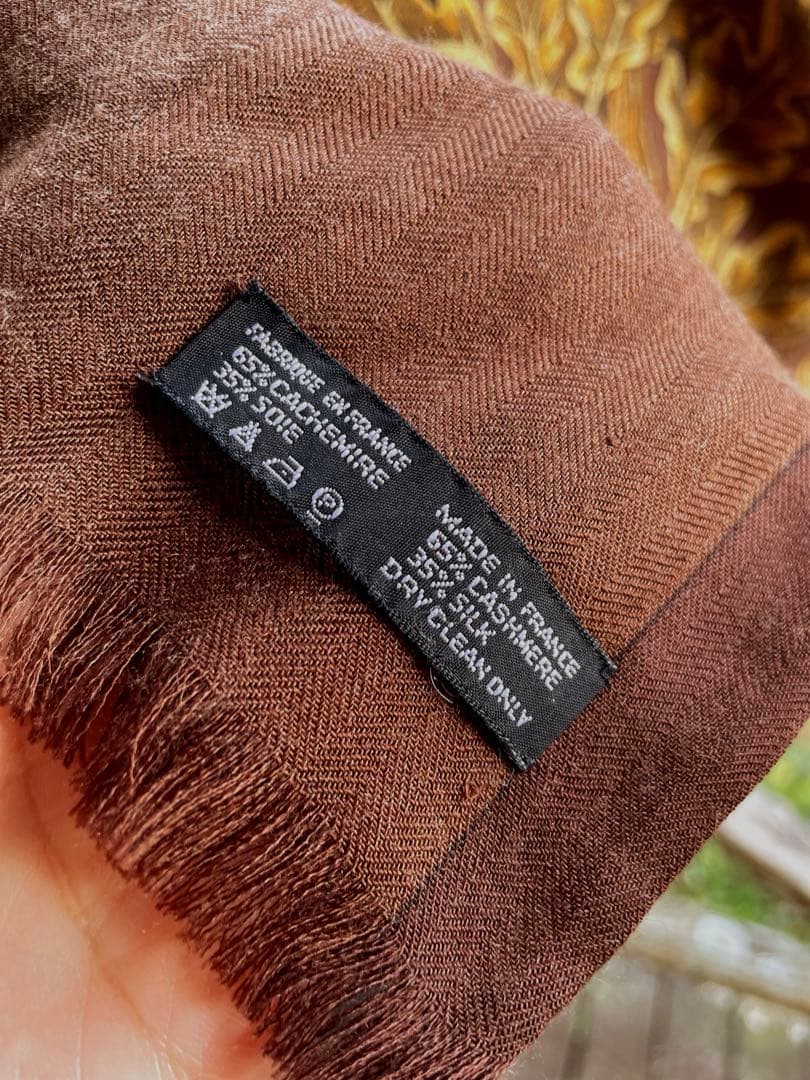 FABRIQUE EN FRANCE
65% CACHEMIRE
35% SOIE
P
MADE IN FRANCE
65% CASHMERE
35% SILK
DRY CLEAN ONLY